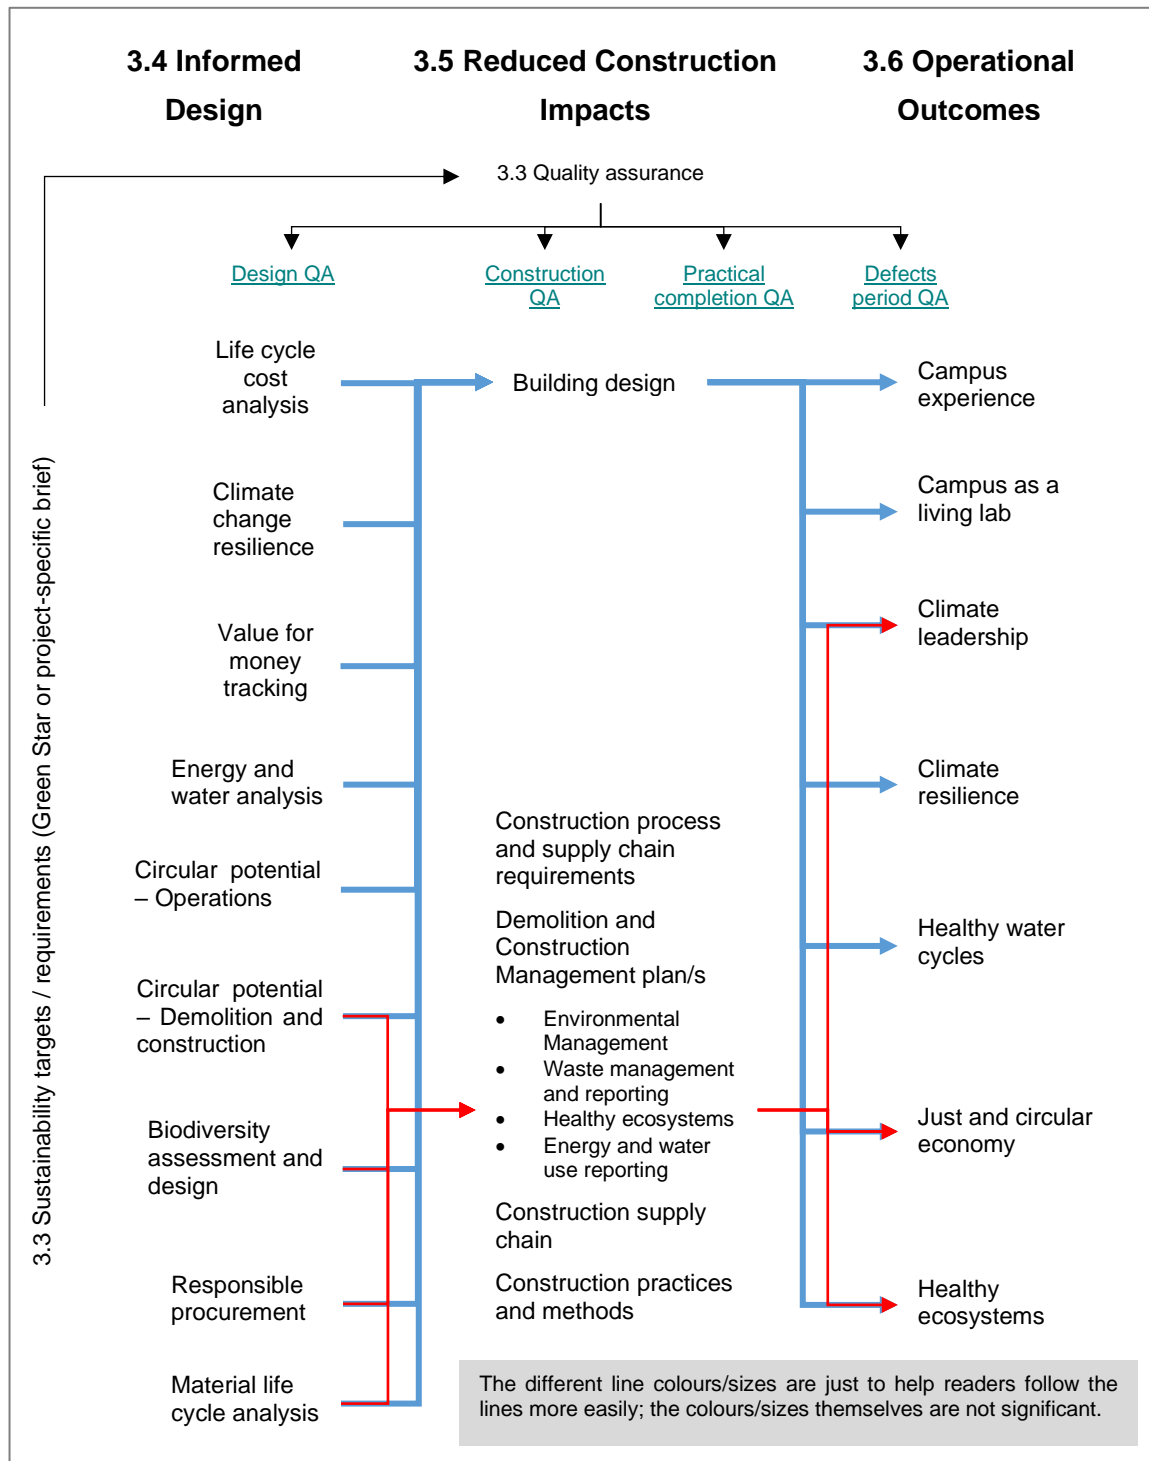 3.4 Informed
Design
3.5 Reduced Construction
Impacts
3.6 Operational
Outcomes
3.3 Quality assurance
Design QA
Construction
QA
Practical
completion QA
Defects
period QA
3.3 Sustainability targets / requirements (Green Star or project-specific brief)
Life cycle
cost
analysis
Climate
change
resilience
Value for
money
tracking
Energy and
water analysis
Circular potential
– Operations
Circular potential
– Demolition and
construction
Biodiversity
assessment and
design
Responsible
procurement
Material life
cycle analysis
Building design
Construction process
and supply chain
requirements
Demolition and
Construction
Management plan/s
• Environmental
Management
• Waste management
and reporting
• Healthy ecosystems
• Energy and water
use reporting
Construction supply
chain
Construction practices
and methods
Campus
experience
Campus as a
living lab
Climate
leadership
Climate
resilience
Healthy water
cycles
Just and circular
economy
Healthy
ecosystems
The different line colours/sizes are just to help readers follow the
lines more easily; the colours/sizes themselves are not significant.